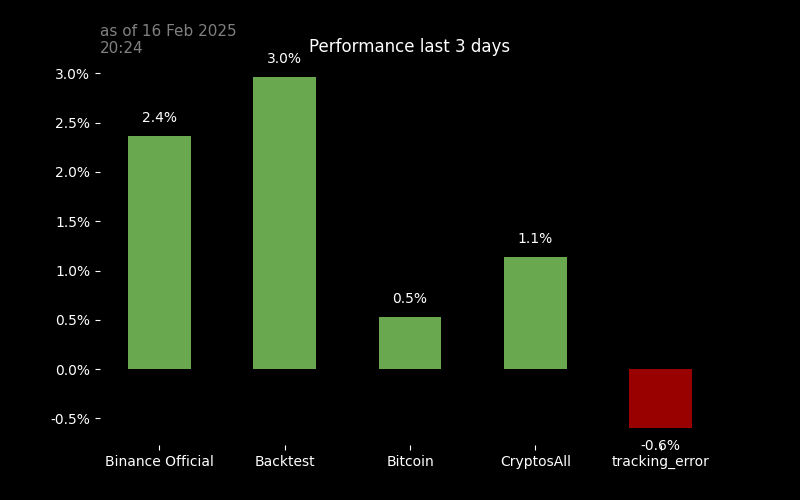 as of 16 Feb 2025
20:24
Performance last 3 days
3.0%
2.5%
2.0%
1.5%
1.0%
0.5%
0.0%
-0.5%
2.4%
3.0%
0.5%
1.1%
-0.6%
Binance Official
Backtest
Bitcoin
CryptosAll
tracking_error